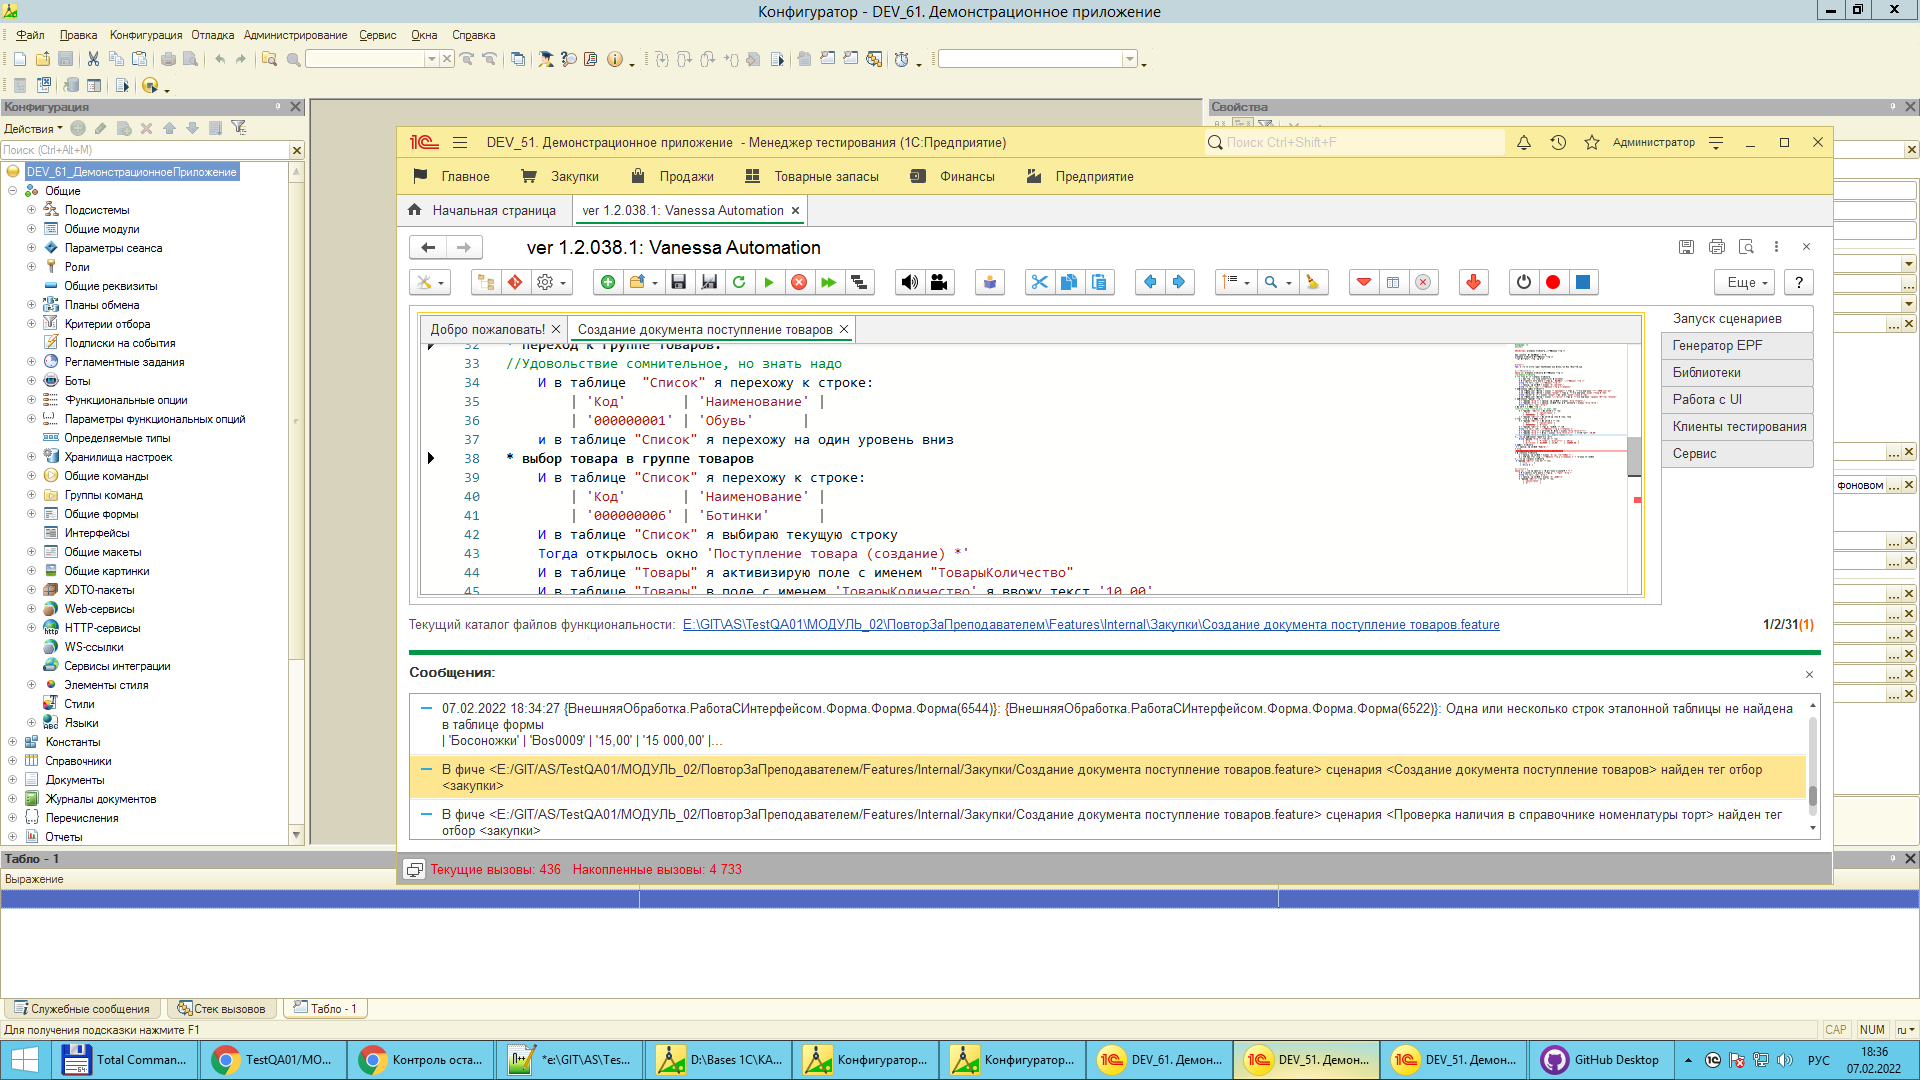 Конфигуратор - DEV_61. Демонстрационное приложение
Файл Правка Конфигурация Отладка Администрирование Сервис Окна Справка
Конфигурация
Действия
Поиск (Ctrl+Alt+M)
DEV_61_ДемонстрационноеПриложение
Общие
Подсистемы
Общие модули
Параметры сеанса
Роли
Общие реквизиты
Планы обмена
Критерии отбора
Подписки на события
Регламентные задания
Боты
Функциональные опции
Параметры функциональных опций
Определяемые типы
Хранилища настроек
Общие команды
Группы команд
Общие формы
Интерфейсы
Общие макеты
Общие картинки
XDTO-пакеты
Web-сервисы
HTTP-сервисы
WS-ссылки
Сервисы интеграции
Элементы стиля
Стили
Языки
Константы
Справочники
Документы
Журналы документов
Перечисления
Отчеты
Свойства
фоновом
DEV_51. Демонстрационное приложение - Менеджер тестирования (1С:Предприятие)
Поиск Ctrl+Shift+F
Администратор
Главное Закупки Продажи Товарные запасы Финансы Предприятие
Начальная страница
ver 1.2.038.1: Vanessa Automation
ver 1.2.038.1: Vanessa Automation
Еще
?
Добро пожаловать!
Создание документа поступление товаров
32 * переход к группе товаров.
33 //Удовольствие сомнительное, но знать надо
34 И в таблице "Список" я перехожу к строке:
35 | 'Код' | 'Наименование' |
36 | '000000001' | 'Обувь' |
37 и в таблице "Список" я перехожу на один уровень вниз
38 * выбор товара в группе товаров
39 И в таблице "Список" я перехожу к строке:
40 | 'Код' | 'Наименование' |
41 | '000000006' | 'Ботинки' |
42 И в таблице "Список" я выбираю текущую строку
43 Тогда открылось окно 'Поступление товара (создание) *'
44 И в таблице "Товары" я активизирую поле с именем "ТоварыКоличество"
45 И в таблице "Товары" в поле с именем 'ТоварыКоличество' я ввожу текст '10,00'
Запуск сценариев
Генератор EPF
Библиотеки
Работа с UI
Клиенты тестирования
Сервис
Текущий каталог файлов функциональности: E:\GIT\AS\TestQA01\МОДУЛЬ_02\ПовторЗаПреподавателем\Features\Internal\Закупки\Создание документа поступление товаров.feature
1/2/31(1)
Сообщения:
07.02.2022 18:34:27 {ВнешняяОбработка.РаботаСИнтерфейсом.Форма.Форма.Форма(6544)}: {ВнешняяОбработка.РаботаСИнтерфейсом.Форма.Форма.Форма(6522)}: Одна или несколько строк эталонной таблицы не найдена
в таблице формы
| 'Босоножки' | 'Bos0009' | '15,00' | '15 000,00' |...
В фиче <E:/GIT/AS/TestQA01/МОДУЛЬ_02/ПовторЗаПреподавателем/Features/Internal/Закупки/Создание документа поступление товаров.feature> сценария <Создание документа поступление товаров> найден тег отбор
<закупки>
В фиче <E:/GIT/AS/TestQA01/МОДУЛЬ_02/ПовторЗаПреподавателем/Features/Internal/Закупки/Создание документа поступление товаров.feature> сценария <Проверка наличия в справочнике номенлатуры торт> найден тег
отбор <закупки>
Текущие вызовы: 436 Накопленные вызовы: 4 733
Табло - 1
Выражение
Служебные сообщения Стек вызовов Табло - 1
Для получения подсказки нажмите F1
CAP NUM ru
Total Comman...
TestQA01/МО...
Контроль оста...
*e:\GIT\AS\Tes...
D:\Bases 1C\КА...
Конфигуратор...
Конфигуратор...
DEV_61. Демон...
DEV_51. Демон...
DEV_51. Демон...
GitHub Desktop
РУС
18:36
07.02.2022